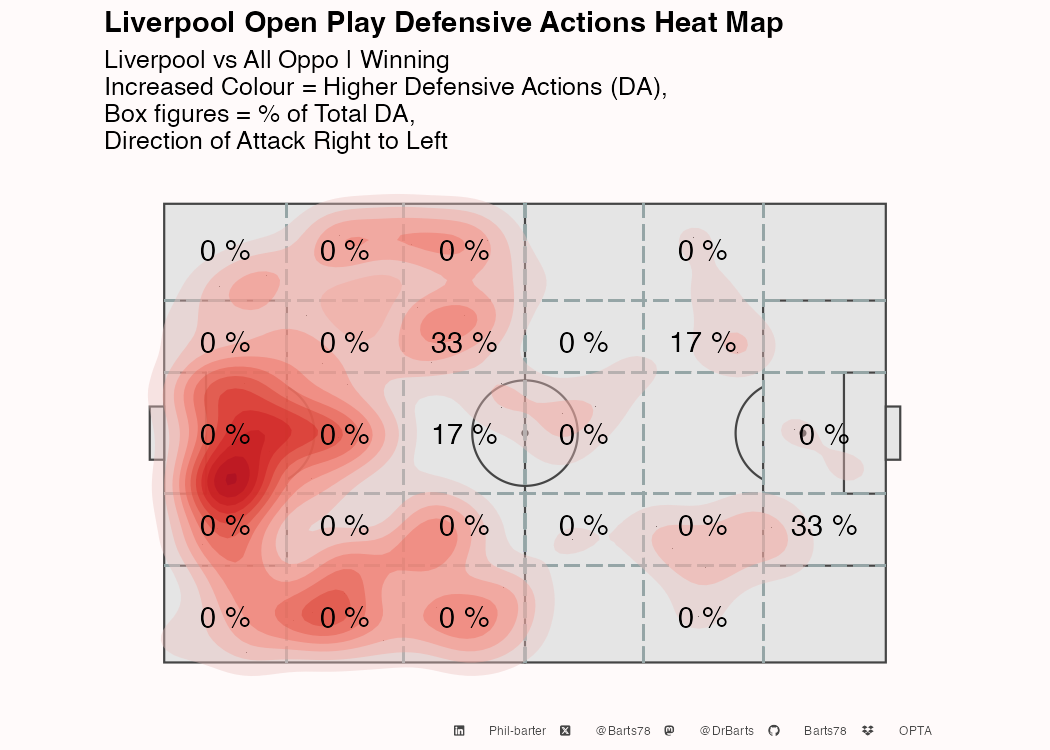 Liverpool Open Play Defensive Actions Heat Map
Liverpool vs All Oppo | Winning
Increased Colour = Higher Defensive Actions (DA),
Box figures = % of Total DA,
Direction of Attack Right to Left
0 % 0 % 0 % 0 %
0 % 0 % 33 % 0 % 17 %
0 % 0 % 17 % 0 % 0 %
0 % 0 % 0 % 0 % 0 % 33 %
0 % 0 % 0 % 0 %
Phil-barter @Barts78 @DrBarts Barts78 OPTA